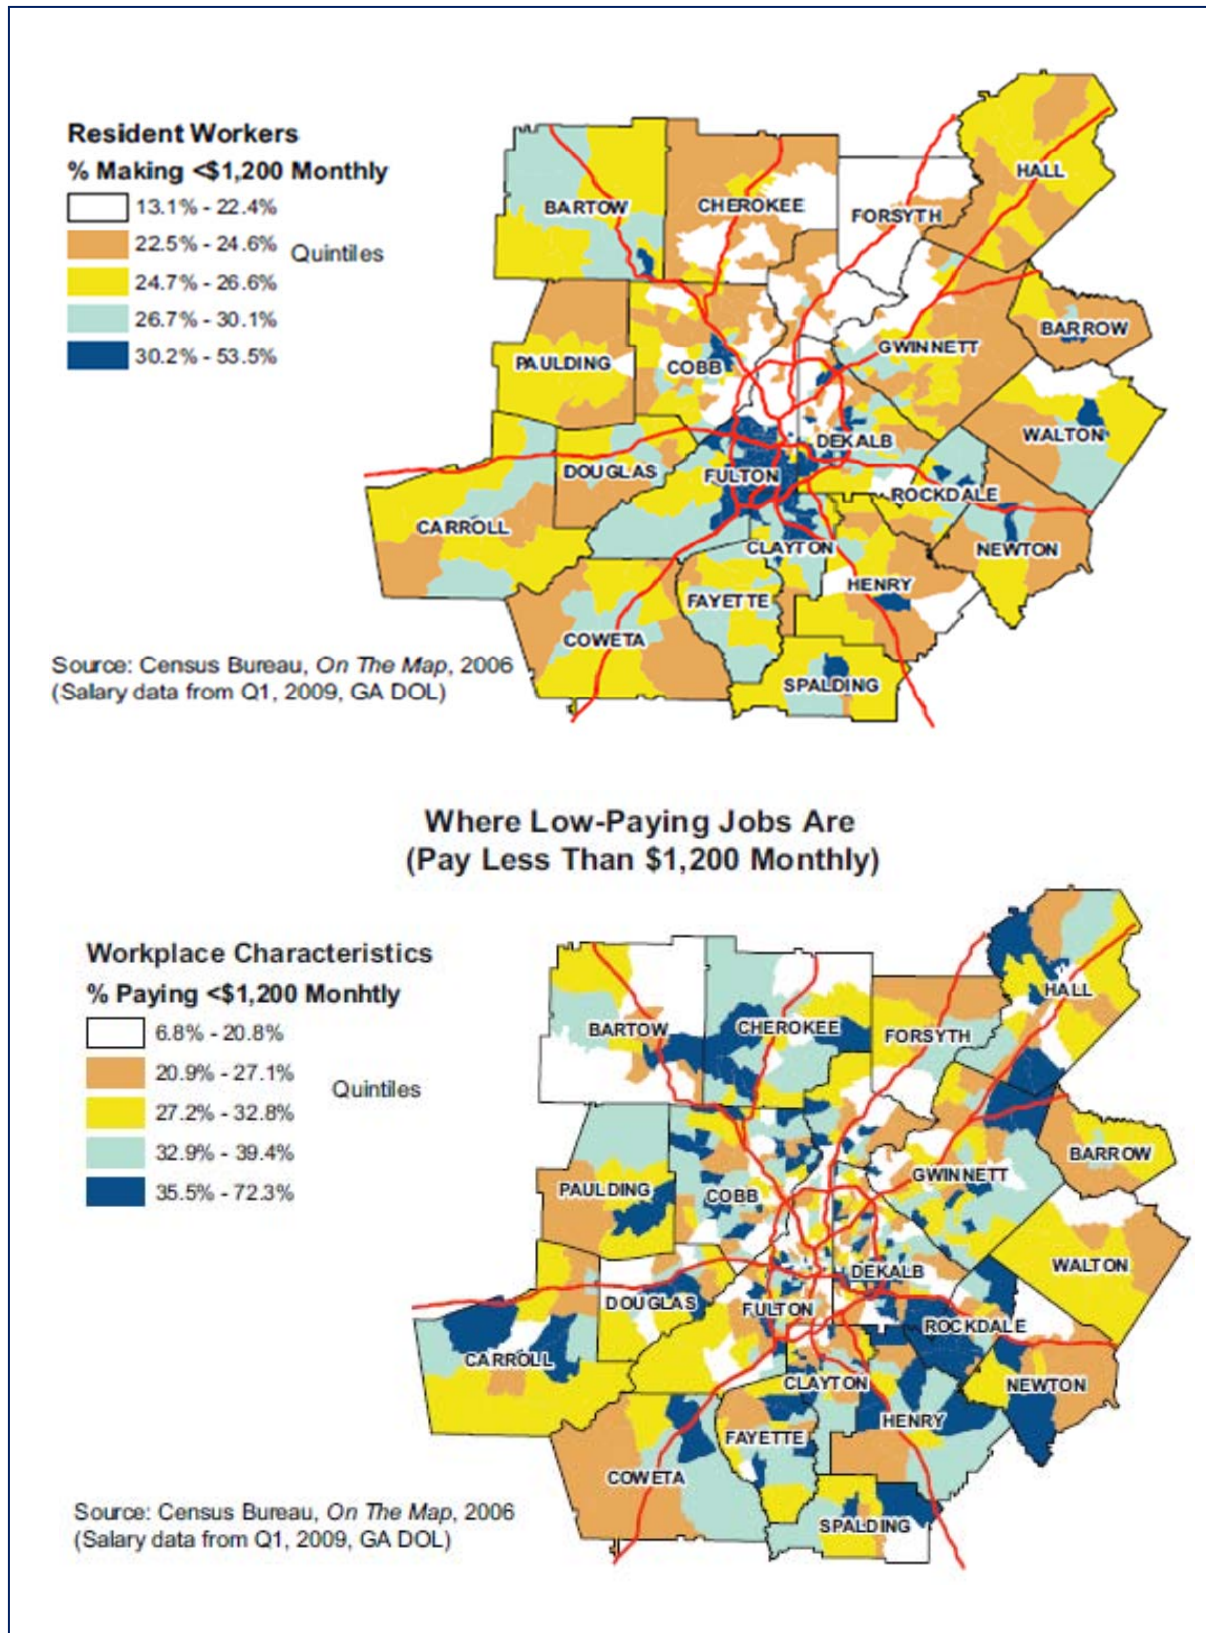 Resident Workers
% Making <$1,200 Monthly
13.1% - 22.4%
22.5% - 24.6%
Quintiles
24.7% - 26.6%
26.7% - 30.1%
30.2% - 53.5%
HALL
BARTOW
CHEROKEE
FORSYTH
BARROW
GWINNETT
PAULDING
COBB
WALTON
DEKALB
DOUGLAS
FULTON
ROCKDALE
CARROLL
CLAYTON
NEWTON
HENRY
FAYETTE
COWETA
SPALDING
Source: Census Bureau, On The Map, 2006
(Salary data from Q1, 2009, GA DOL)
Where Low-Paying Jobs Are
(Pay Less Than $1,200 Monthly)
Workplace Characteristics
% Paying <$1,200 Monhtly
6.8% - 20.8%
20.9% - 27.1%
Quintiles
27.2% - 32.8%
32.9% - 39.4%
35.5% - 72.3%
HALL
BARTOW
CHEROKEE
FORSYTH
BARROW
GWINNETT
PAULDING
COBB
WALTON
DEKALB
DOUGLAS
FULTON
ROCKDALE
CARROLL
CLAYTON
NEWTON
HENRY
FAYETTE
COWETA
SPALDING
Source: Census Bureau, On The Map, 2006
(Salary data from Q1, 2009, GA DOL)